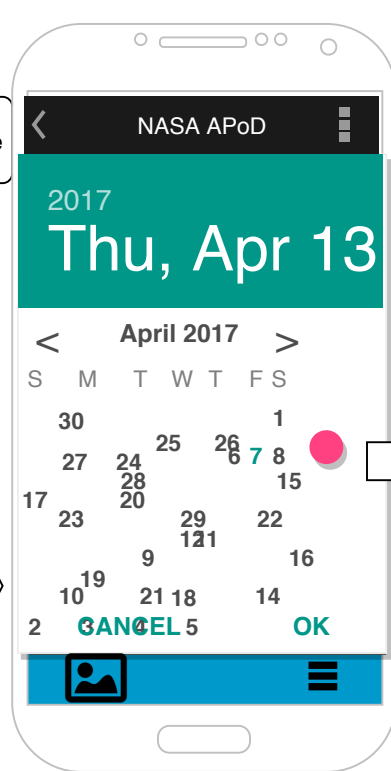 NASA APoD
e
2017
Thu, Apr 13
< April 2017 >
S M T W T F S
30 1
25 26
27 24 6 7 8
28 15
17 20
23 29 22
12 21
9 16
19
10 21 18 14
2 3 4 5
CANCEL OK